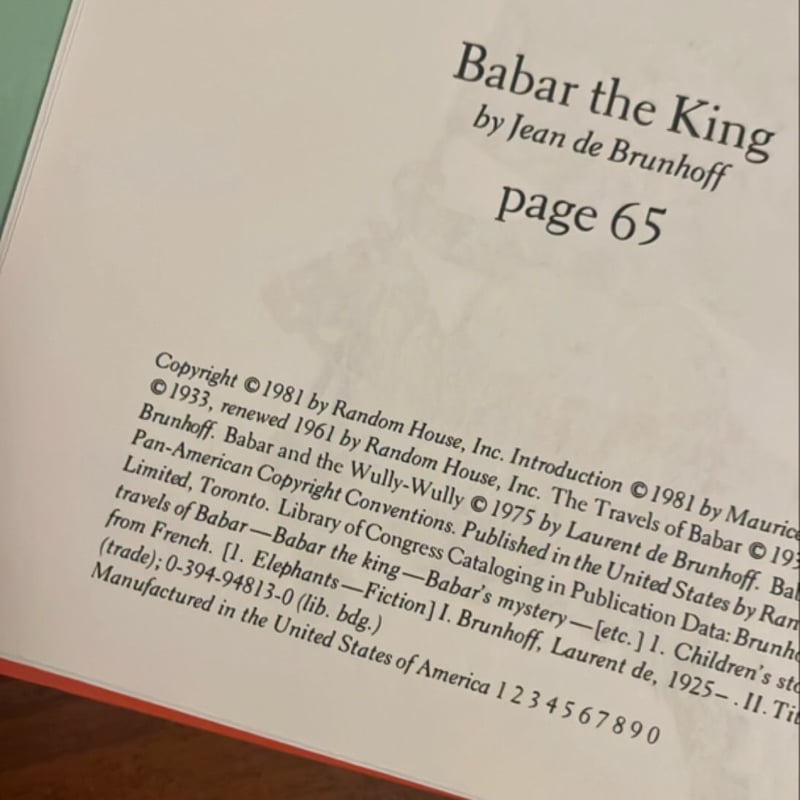 Babar the King
by Jean de Brunhoff
page 65
Copyright ©1981 by Random House, Inc. Introduction ©1981 by Maurice
©1933, renewed 1961 by Random House, Inc. The Travels of Babar ©
Brunhoff. Babar and the Wully-Wully ©1975 by Laurent de Brunhoff.
Pan-American Copyright Conventions. Published in the United States by
Limited, Toronto. Library of Congress Cataloging in Publication Data:
travels of Babar—Babar the king—Babar's mystery—[etc.] 1. Children's
from French. [1. Elephants—Fiction] I. Brunhoff, Laurent de, 1925– . II.
(trade); 0-394-94813-0 (lib. bdg.)
Manufactured in the United States of America 1 2 3 4 5 6 7 8 9 0